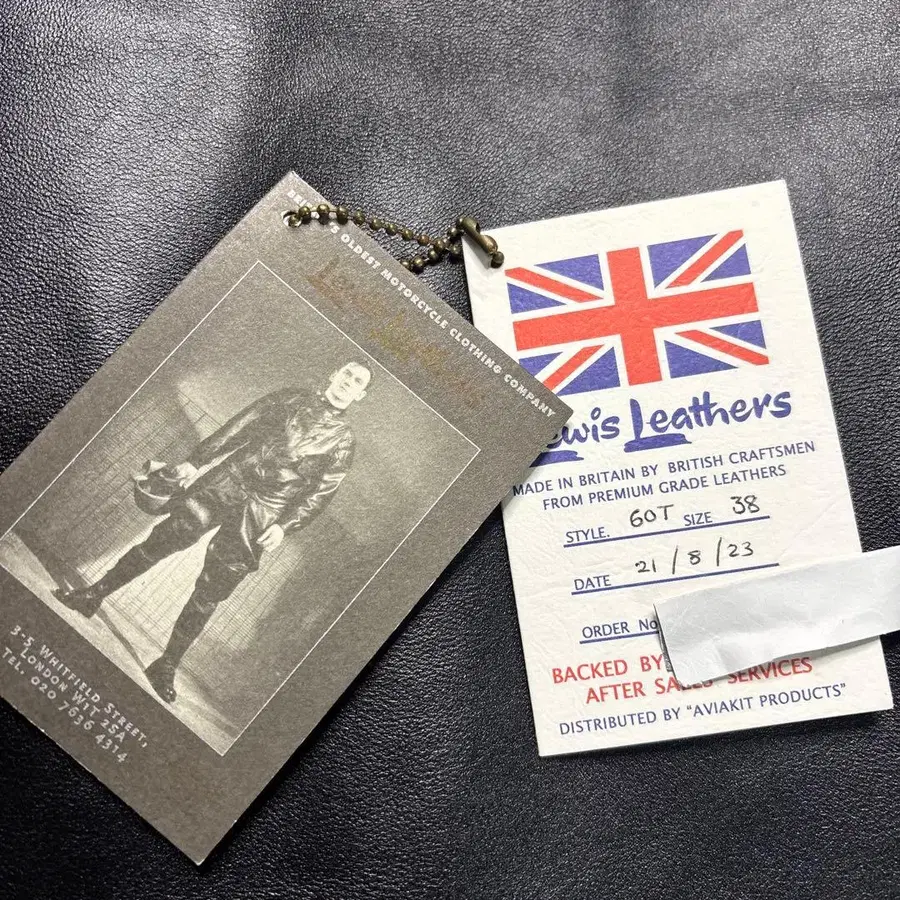 'S OLDEST MOTORCYCLE CLOTHING COMPANY
3-5, WHITFIELD STREET,
LONDON W1T 2SA
TEL. 020 7936 4314
Lewis Leathers
MADE IN BRITAIN BY BRITISH CRAFTSMEN
FROM PREMIUM GRADE LEATHERS
STYLE. 60T SIZE 38
DATE 21/8/23
ORDER No
BACKED BY
AFTER SALES SERVICES
DISTRIBUTED BY "AVIAKIT PRODUCTS"